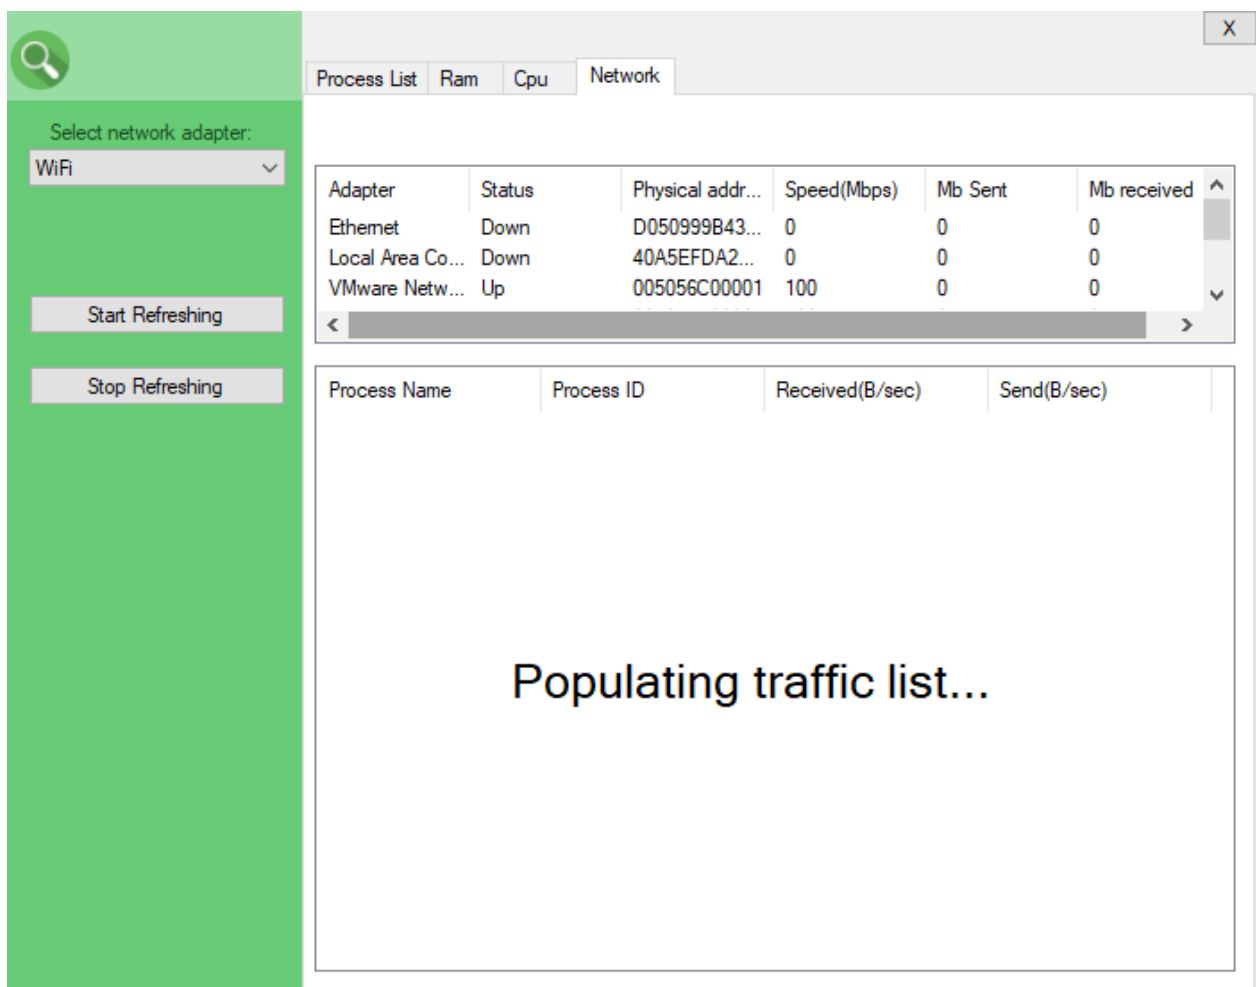 X
Process List Ram Cpu Network
Select network adapter:
WiFi
Start Refreshing
Stop Refreshing
Adapter Status Physical addr... Speed(Mbps) Mb Sent Mb received
Ethernet Down D050999B43... 0 0 0
Local Area Co... Down 40A5EFDA2... 0 0 0
VMware Netw... Up 005056C00001 100 0 0
Process Name Process ID Received(B/sec) Send(B/sec)
Populating traffic list...